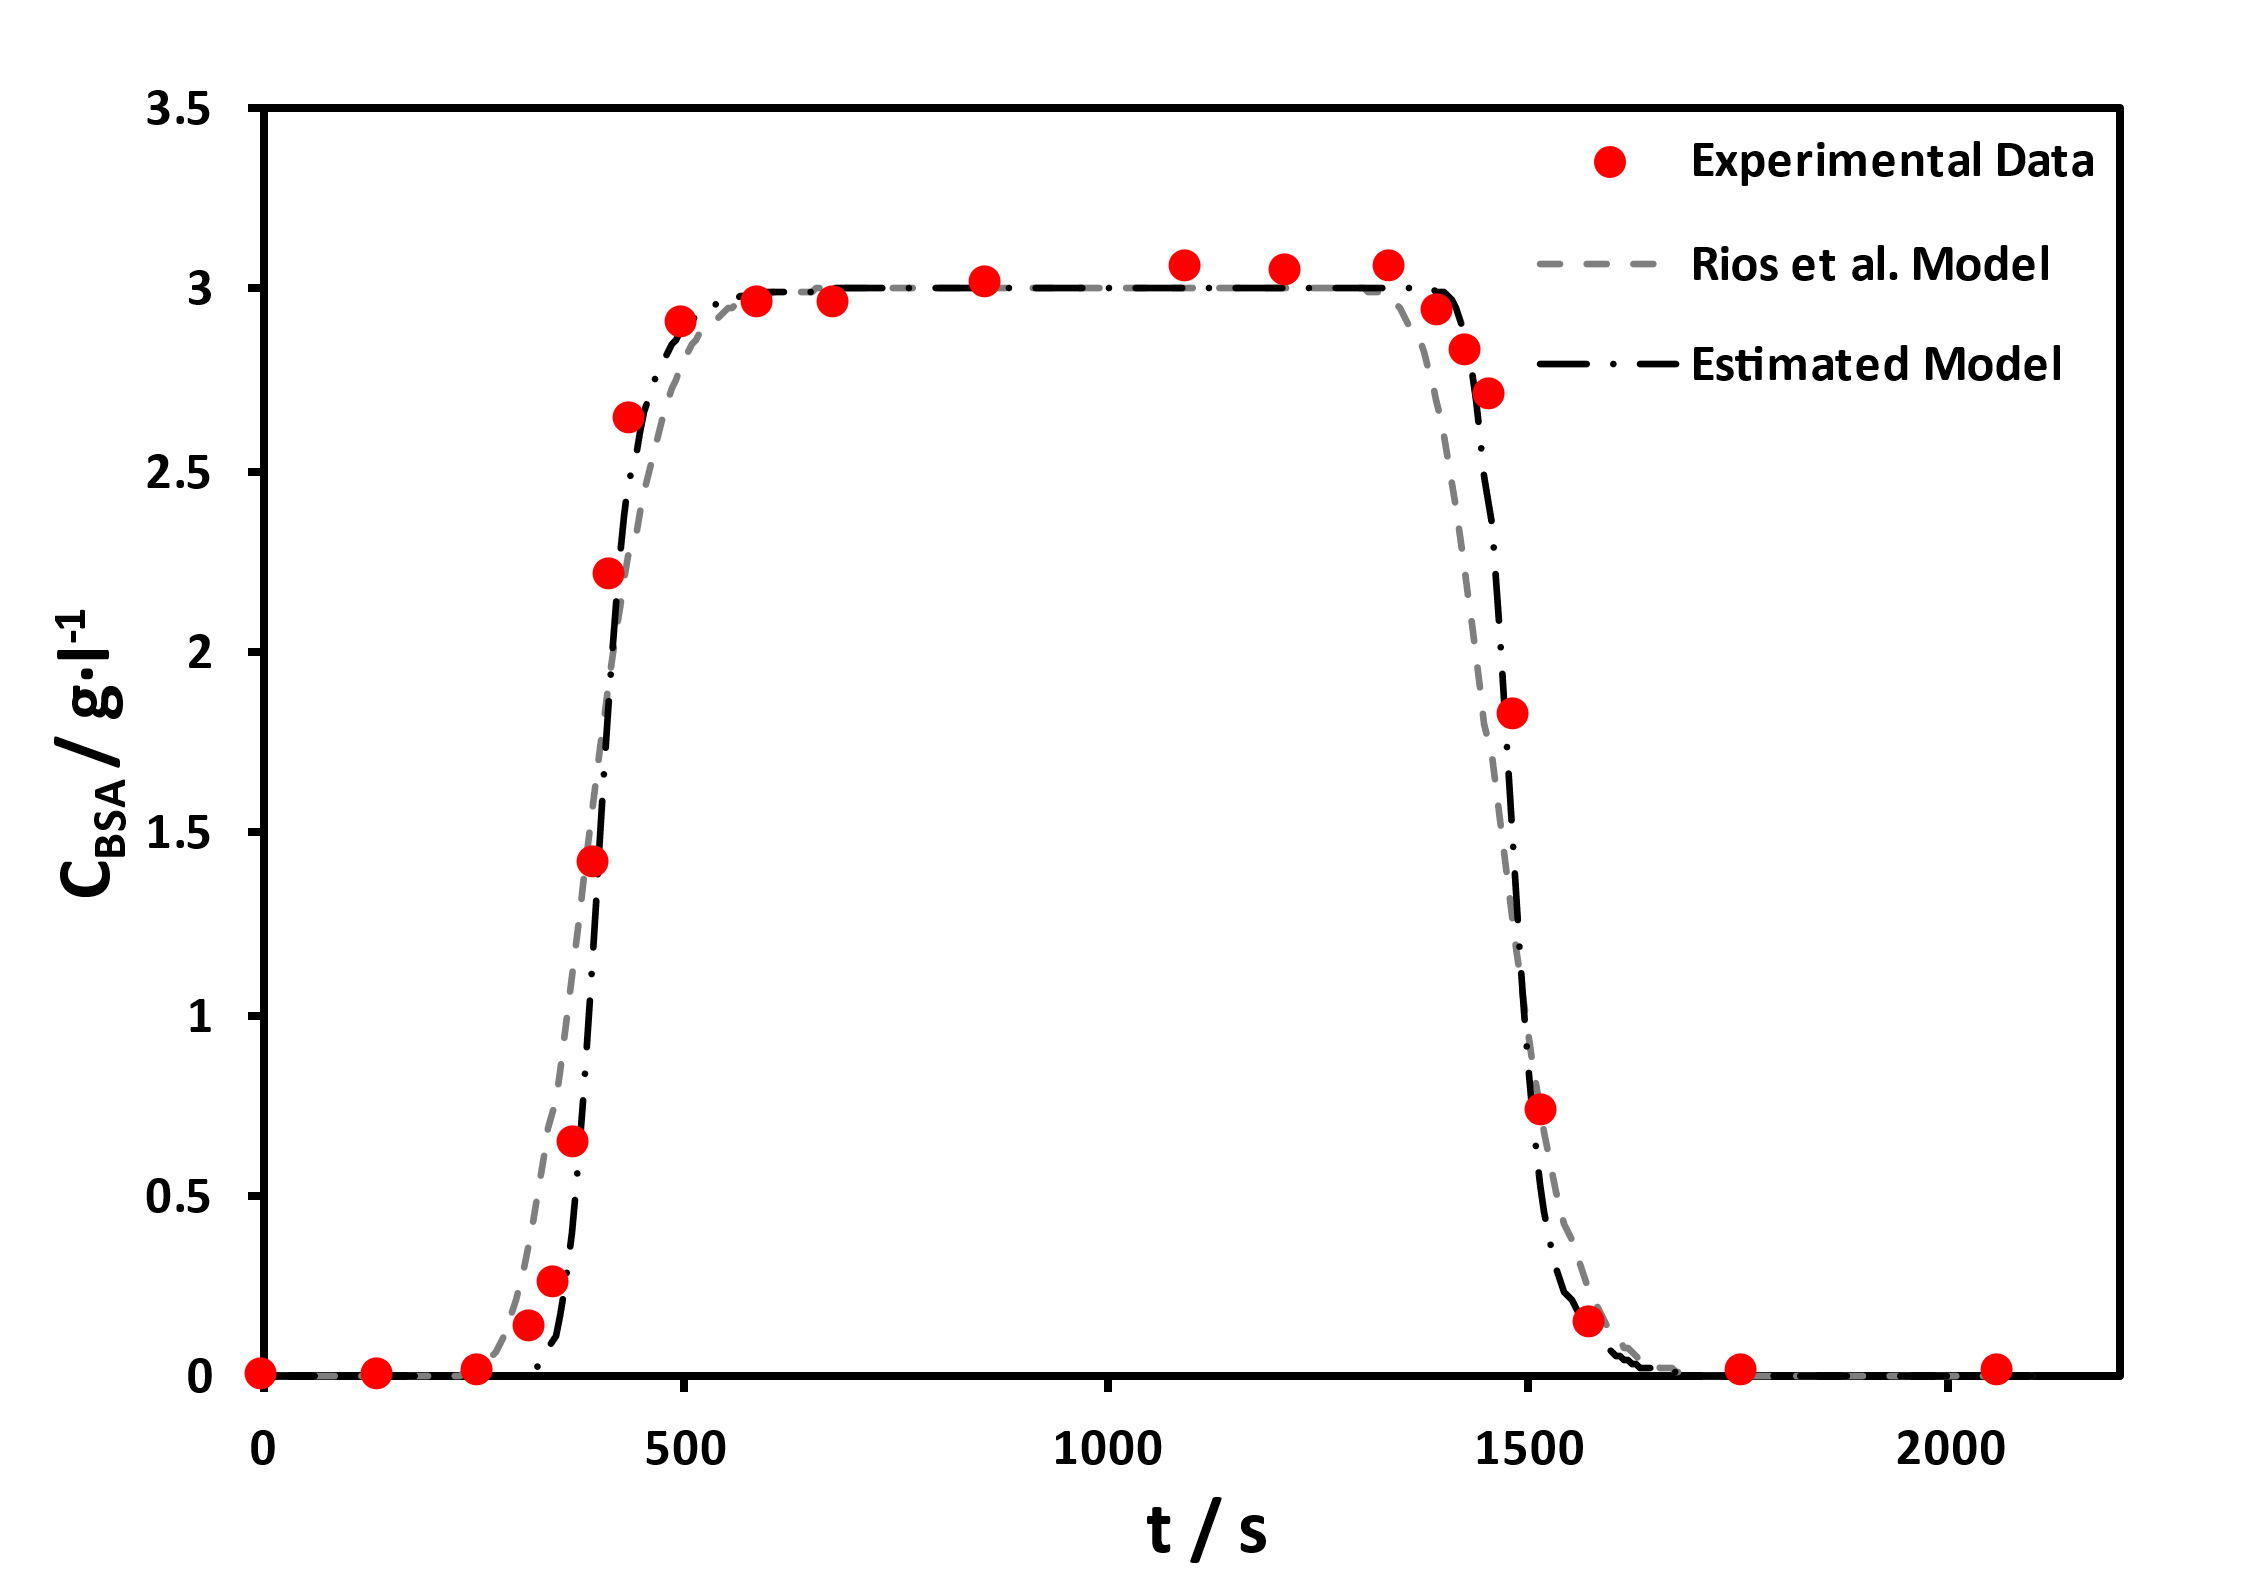 3.5
3
2.5
2
1.5
1
0.5
0
0
500
1000
1500
2000
C_BSA / g·l^-1
t / s
Experimental Data
Rios et al. Model
Estimated Model